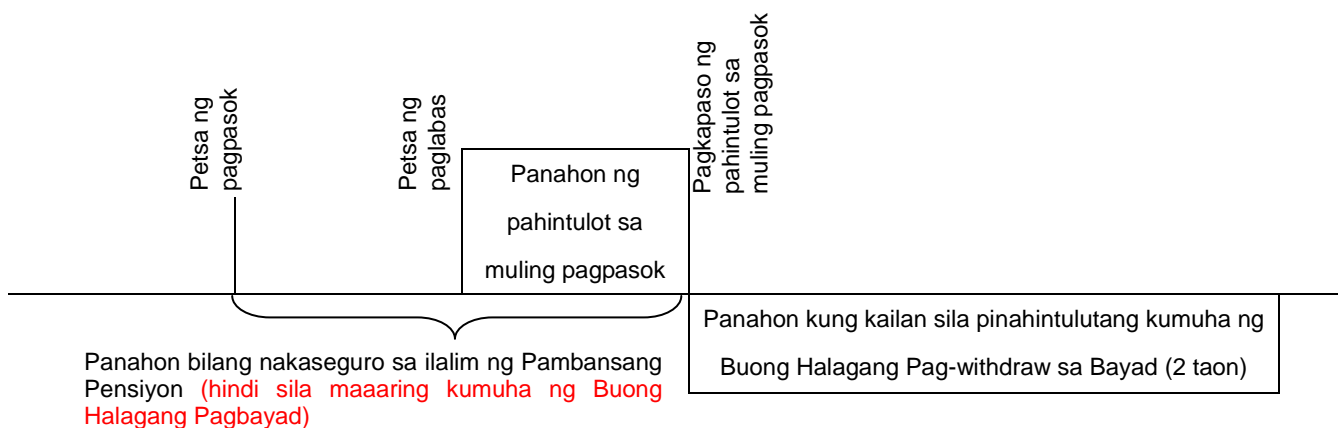 Petsa ng
pagpasok
Petsa ng
paglabas
Pagkapaso ng
pahintulot sa
muling pagpasok
Panahon ng
pahintulot sa
muling pagpasok
Panahon kung kailan sila pinahintulutang kumuha ng
Buong Halagang Pag-withdraw sa Bayad (2 taon)
Panahon bilang nakaseguro sa ilalim ng Pambansang
Pensiyon (hindi sila maaaring kumuha ng Buong
Halagang Pagbayad)